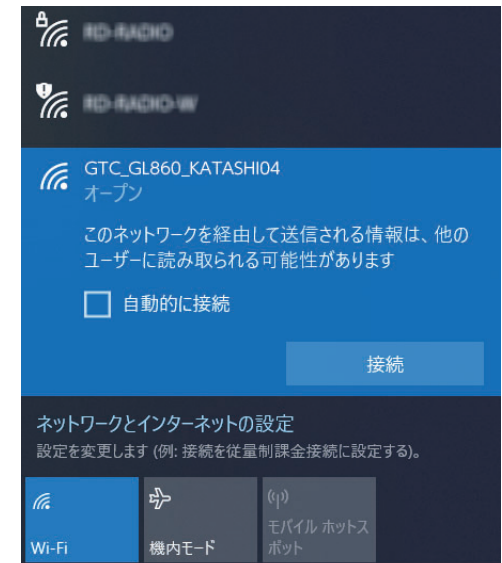 GTC_GL860_KATASHI04
オープン
このネットワークを経由して送信される情報は、他の
ユーザーに読み取られる可能性があります
自動的に接続
接続
ネットワークとインターネットの設定
設定を変更します (例: 接続を従量制課金接続に設定する)。
Wi-Fi
機内モード
モバイル ホットス
ポット